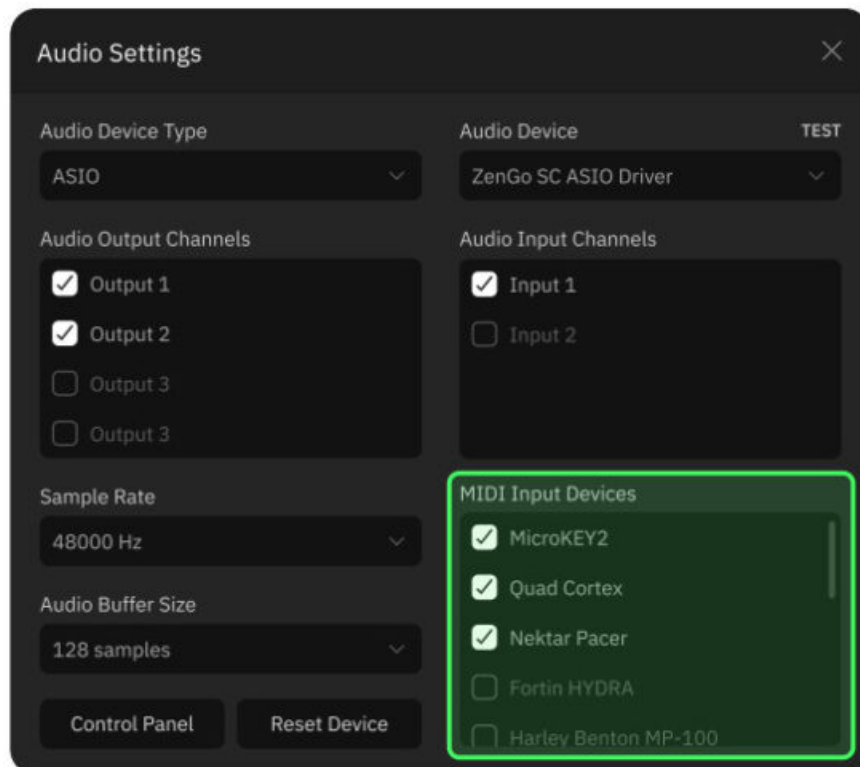 Audio Settings
Audio Device Type
ASIO
Audio Device
TEST
ZenGo SC ASIO Driver
Audio Output Channels
Output 1
Output 2
Output 3
Output 3
Audio Input Channels
Input 1
Input 2
Sample Rate
48000 Hz
Audio Buffer Size
128 samples
Control Panel
Reset Device
MIDI Input Devices
MicroKEY2
Quad Cortex
Nektar Pacer
Fortin HYDRA
Harley Benton MP-100